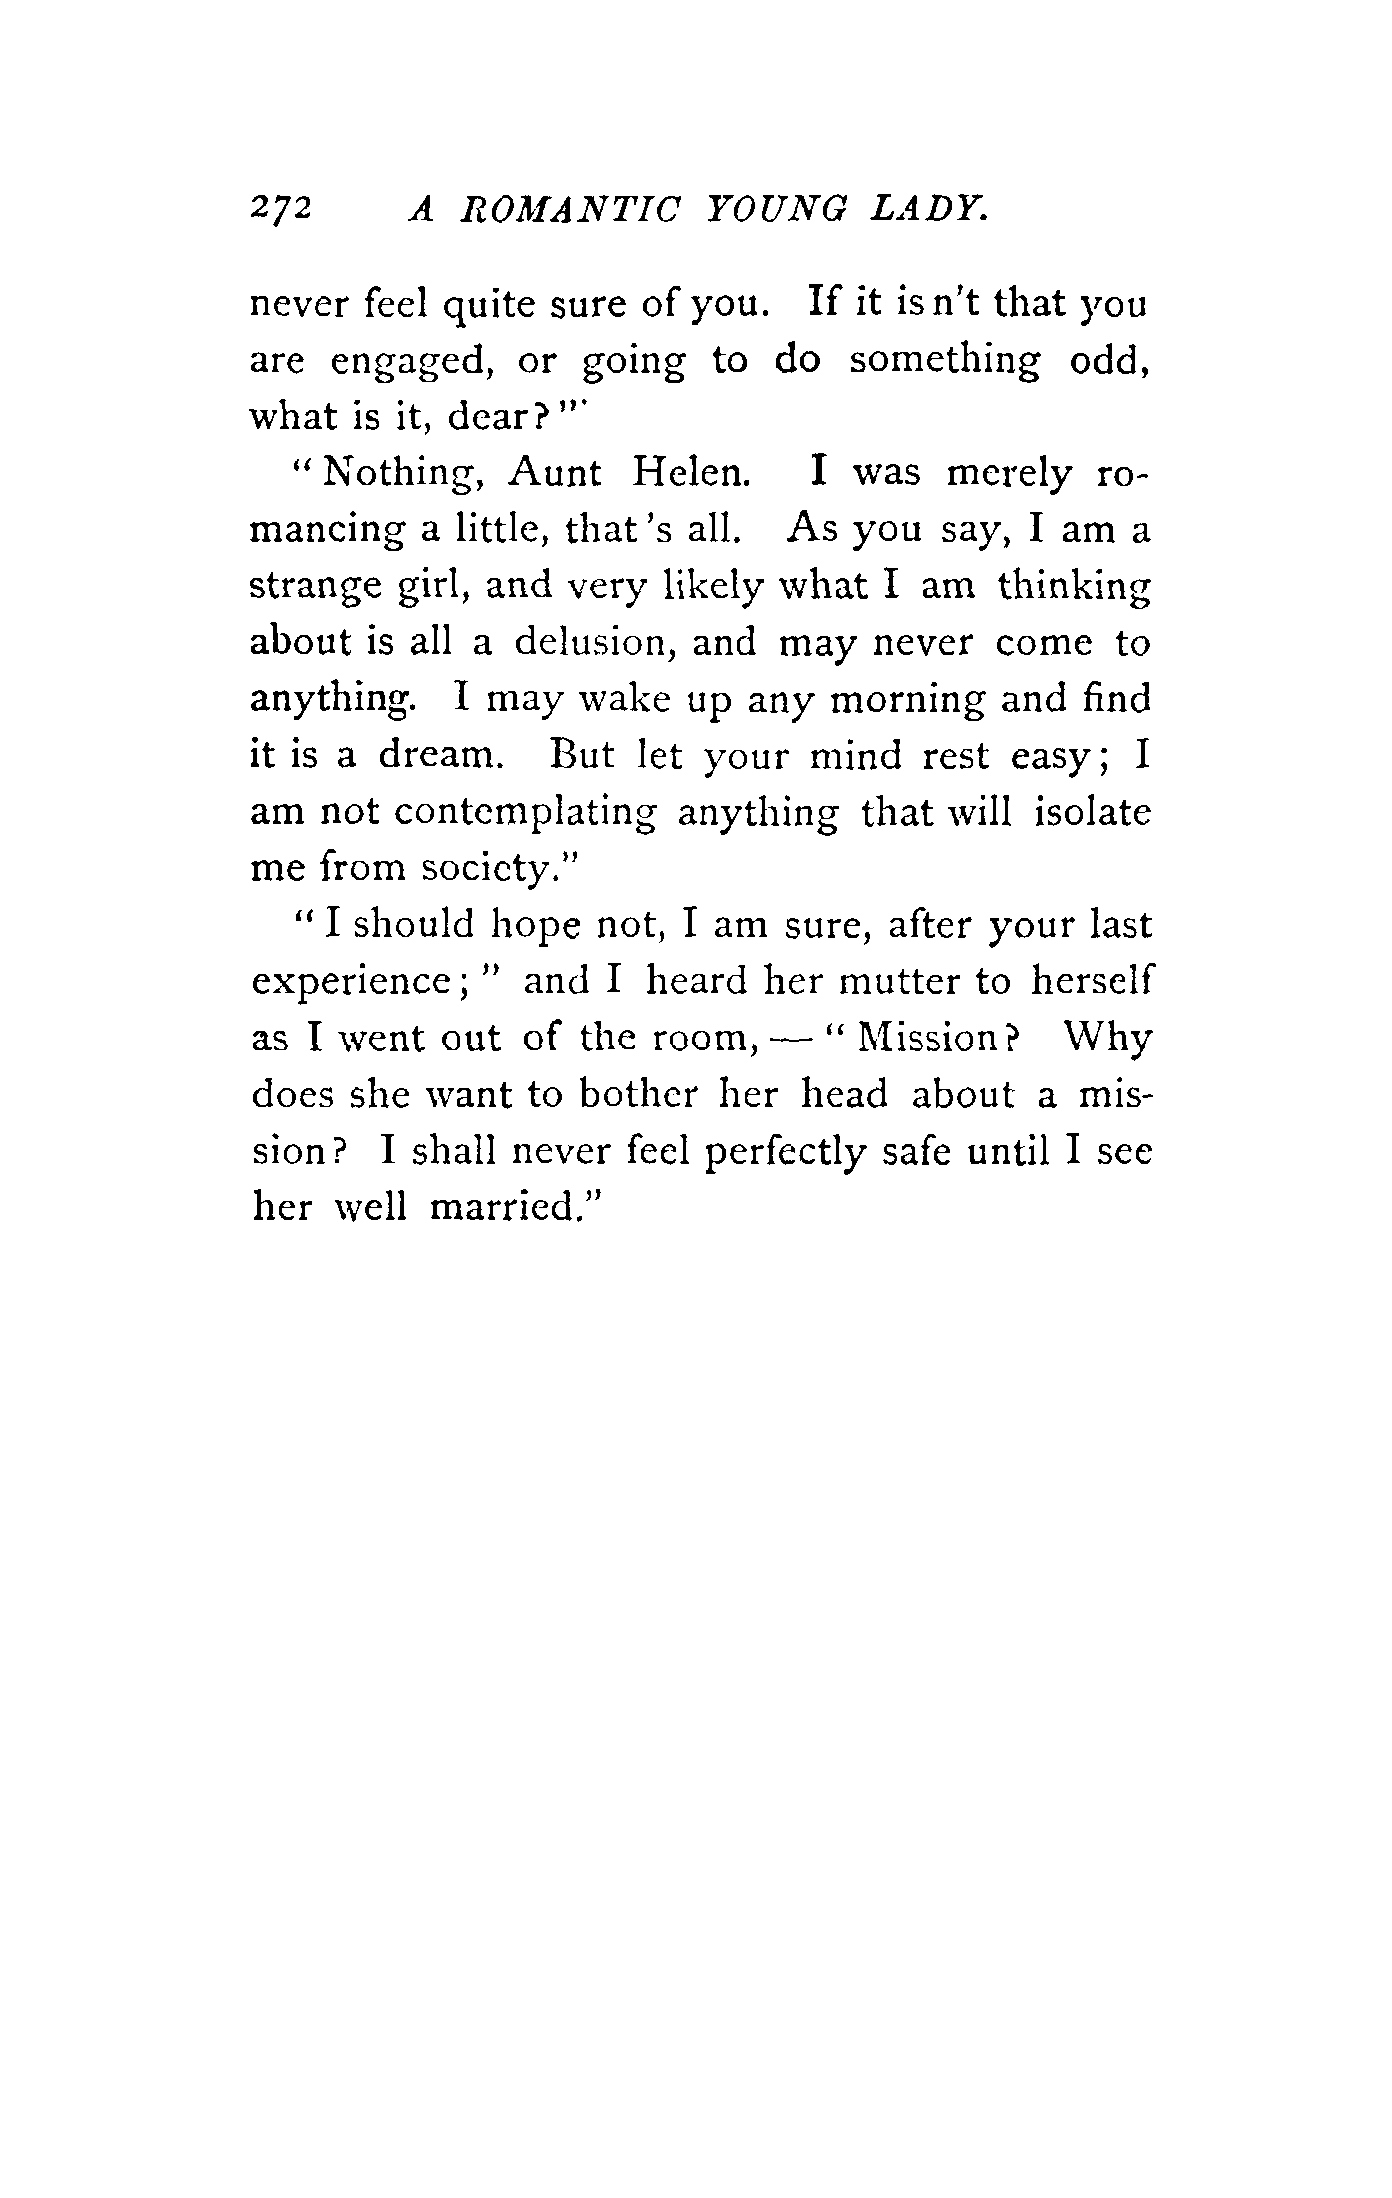 272 A ROMANTIC YOUNG LADY.
never feel quite sure of you. If it is n't that you
are engaged, or going to do something odd,
what is it, dear?"
"Nothing, Aunt Helen. I was merely ro-
mancing a little, that 's all. As you say, I am a
strange girl, and very likely what I am thinking
about is all a delusion, and may never come to
anything. I may wake up any morning and find
it is a dream. But let your mind rest easy; I
am not contemplating anything that will isolate
me from society."
"I should hope not, I am sure, after your last
experience;" and I heard her mutter to herself
as I went out of the room, — "Mission? Why
does she want to bother her head about a mis-
sion? I shall never feel perfectly safe until I see
her well married."